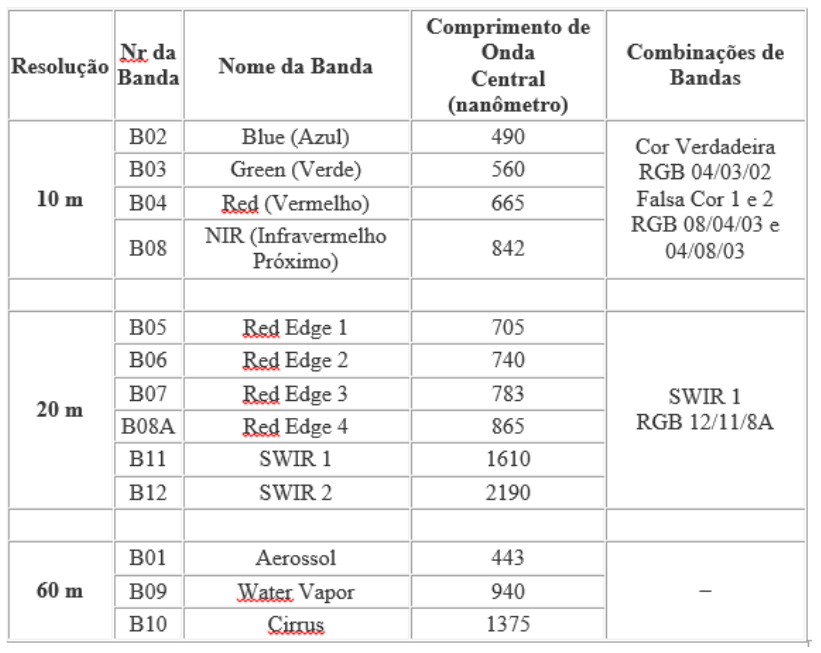 Resolução Nr da Banda Nome da Banda Comprimento de Onda Central (nanômetro) Combinações de Bandas
10 m
B02 Blue (Azul) 490
B03 Green (Verde) 560
B04 Red (Vermelho) 665
B08 NIR (Infravermelho Próximo) 842
Cor Verdadeira
RGB 04/03/02
Falsa Cor 1 e 2
RGB 08/04/03 e
04/08/03
20 m
B05 Red Edge 1 705
B06 Red Edge 2 740
B07 Red Edge 3 783
B08A Red Edge 4 865
B11 SWIR 1 1610
B12 SWIR 2 2190
SWIR 1
RGB 12/11/8A
60 m
B01 Aerossol 443
B09 Water Vapor 940
B10 Cirrus 1375
–